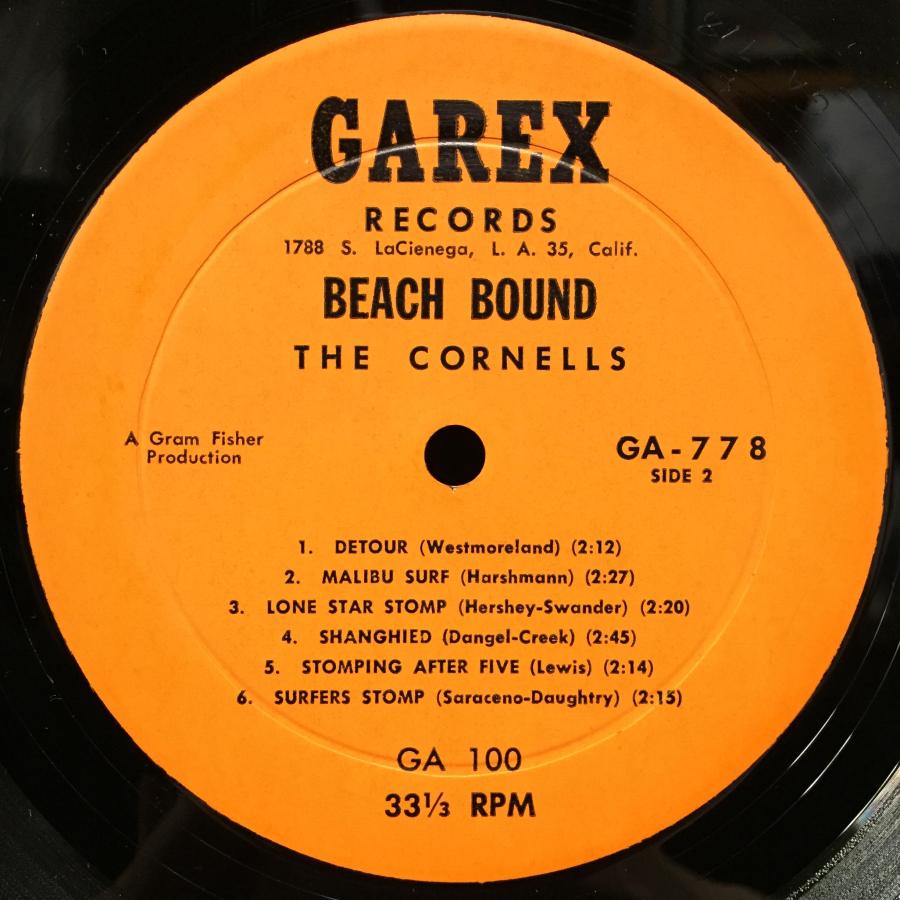 GAREX
RECORDS
1788 S. LaCienega, L. A. 35, Calif.
BEACH BOUND
THE CORNELLS
A Gram Fisher
Production
GA-778
SIDE 2
1. DETOUR (Westmoreland) (2:12)
2. MALIBU SURF (Harshmann) (2:27)
3. LONE STAR STOMP (Hershey-Swander) (2:20)
4. SHANGHIED (Dangel-Creek) (2:45)
5. STOMPING AFTER FIVE (Lewis) (2:14)
6. SURFERS STOMP (Saraceno-Daughtry) (2:15)
GA 100
33⅓ RPM